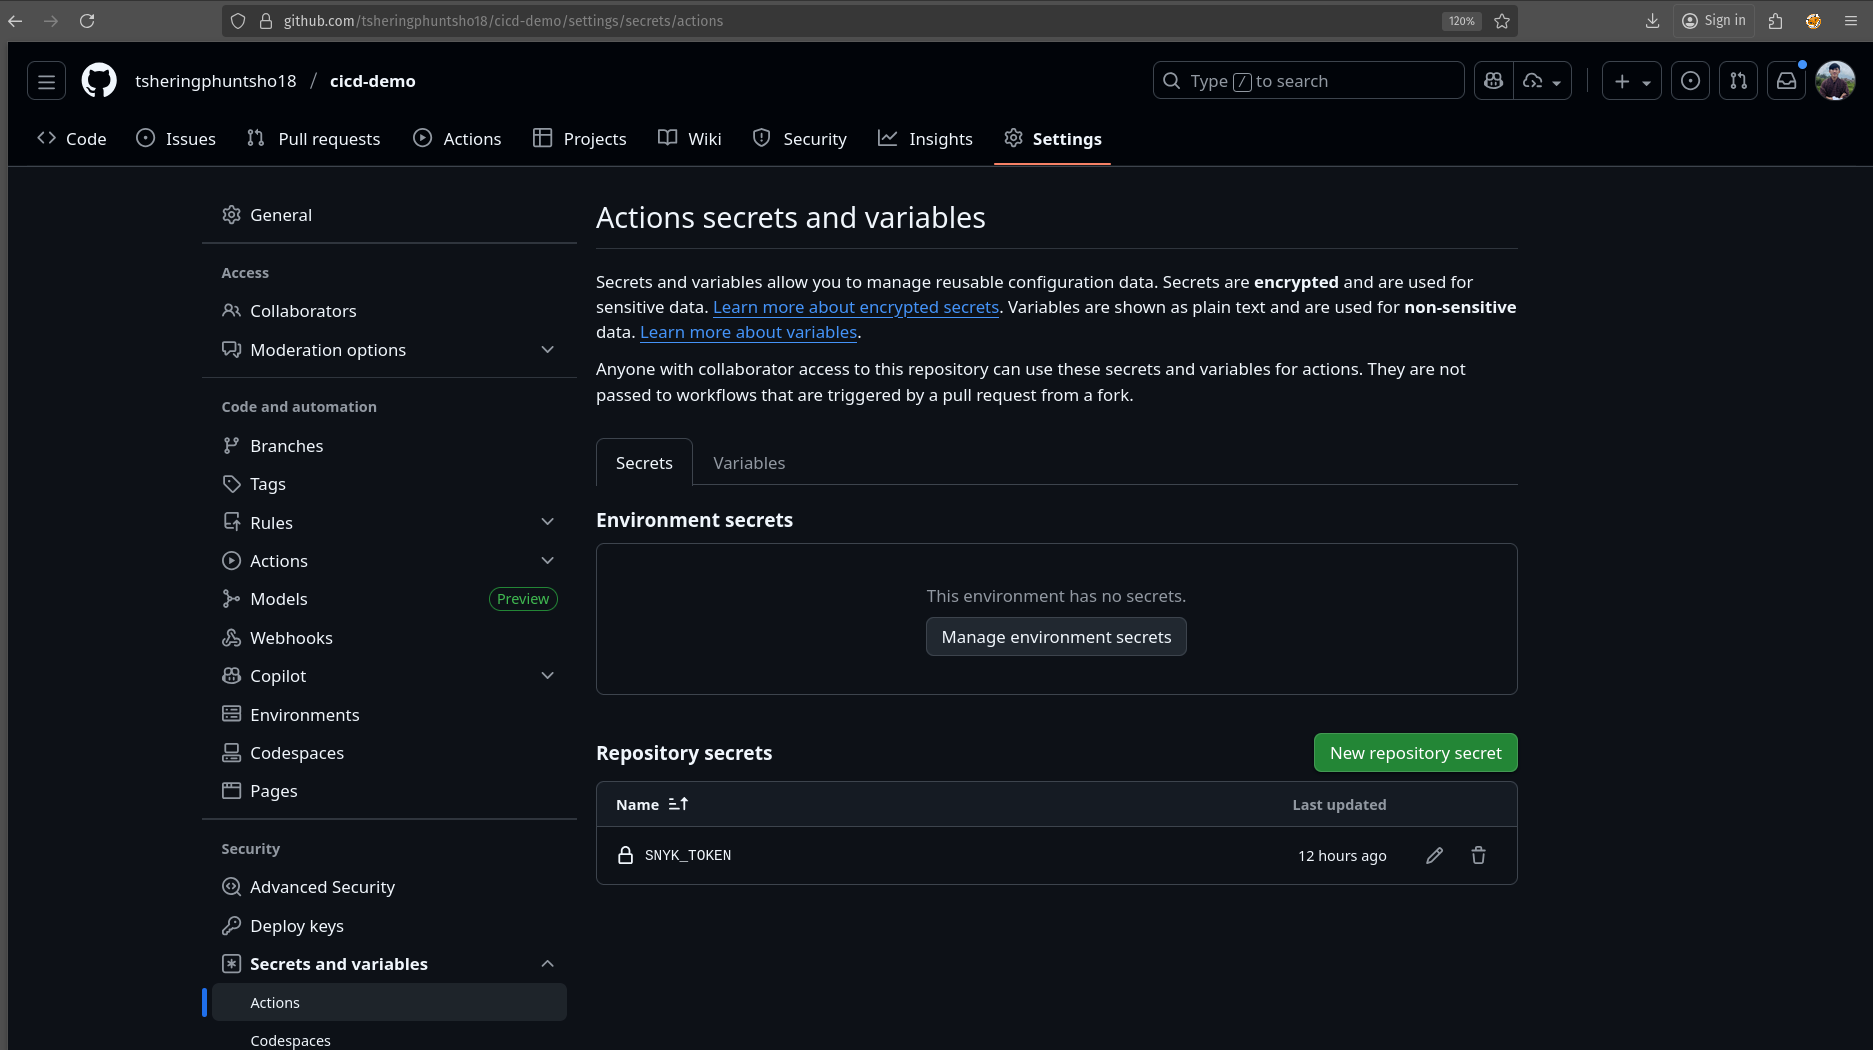 github.com/tsheringphuntsho18/cicd-demo/settings/secrets/actions
120%
Sign in
tsheringphuntsho18 / cicd-demo
Type / to search
Code
Issues
Pull requests
Actions
Projects
Wiki
Security
Insights
Settings
General
Access
Collaborators
Moderation options
Code and automation
Branches
Tags
Rules
Actions
Models
Preview
Webhooks
Copilot
Environments
Codespaces
Pages
Security
Advanced Security
Deploy keys
Secrets and variables
Actions
Codespaces
Actions secrets and variables
Secrets and variables allow you to manage reusable configuration data. Secrets are encrypted and are used for
sensitive data. Learn more about encrypted secrets. Variables are shown as plain text and are used for non-sensitive
data. Learn more about variables.
Anyone with collaborator access to this repository can use these secrets and variables for actions. They are not
passed to workflows that are triggered by a pull request from a fork.
Secrets
Variables
Environment secrets
This environment has no secrets.
Manage environment secrets
Repository secrets
New repository secret
Name
Last updated
SNYK_TOKEN
12 hours ago